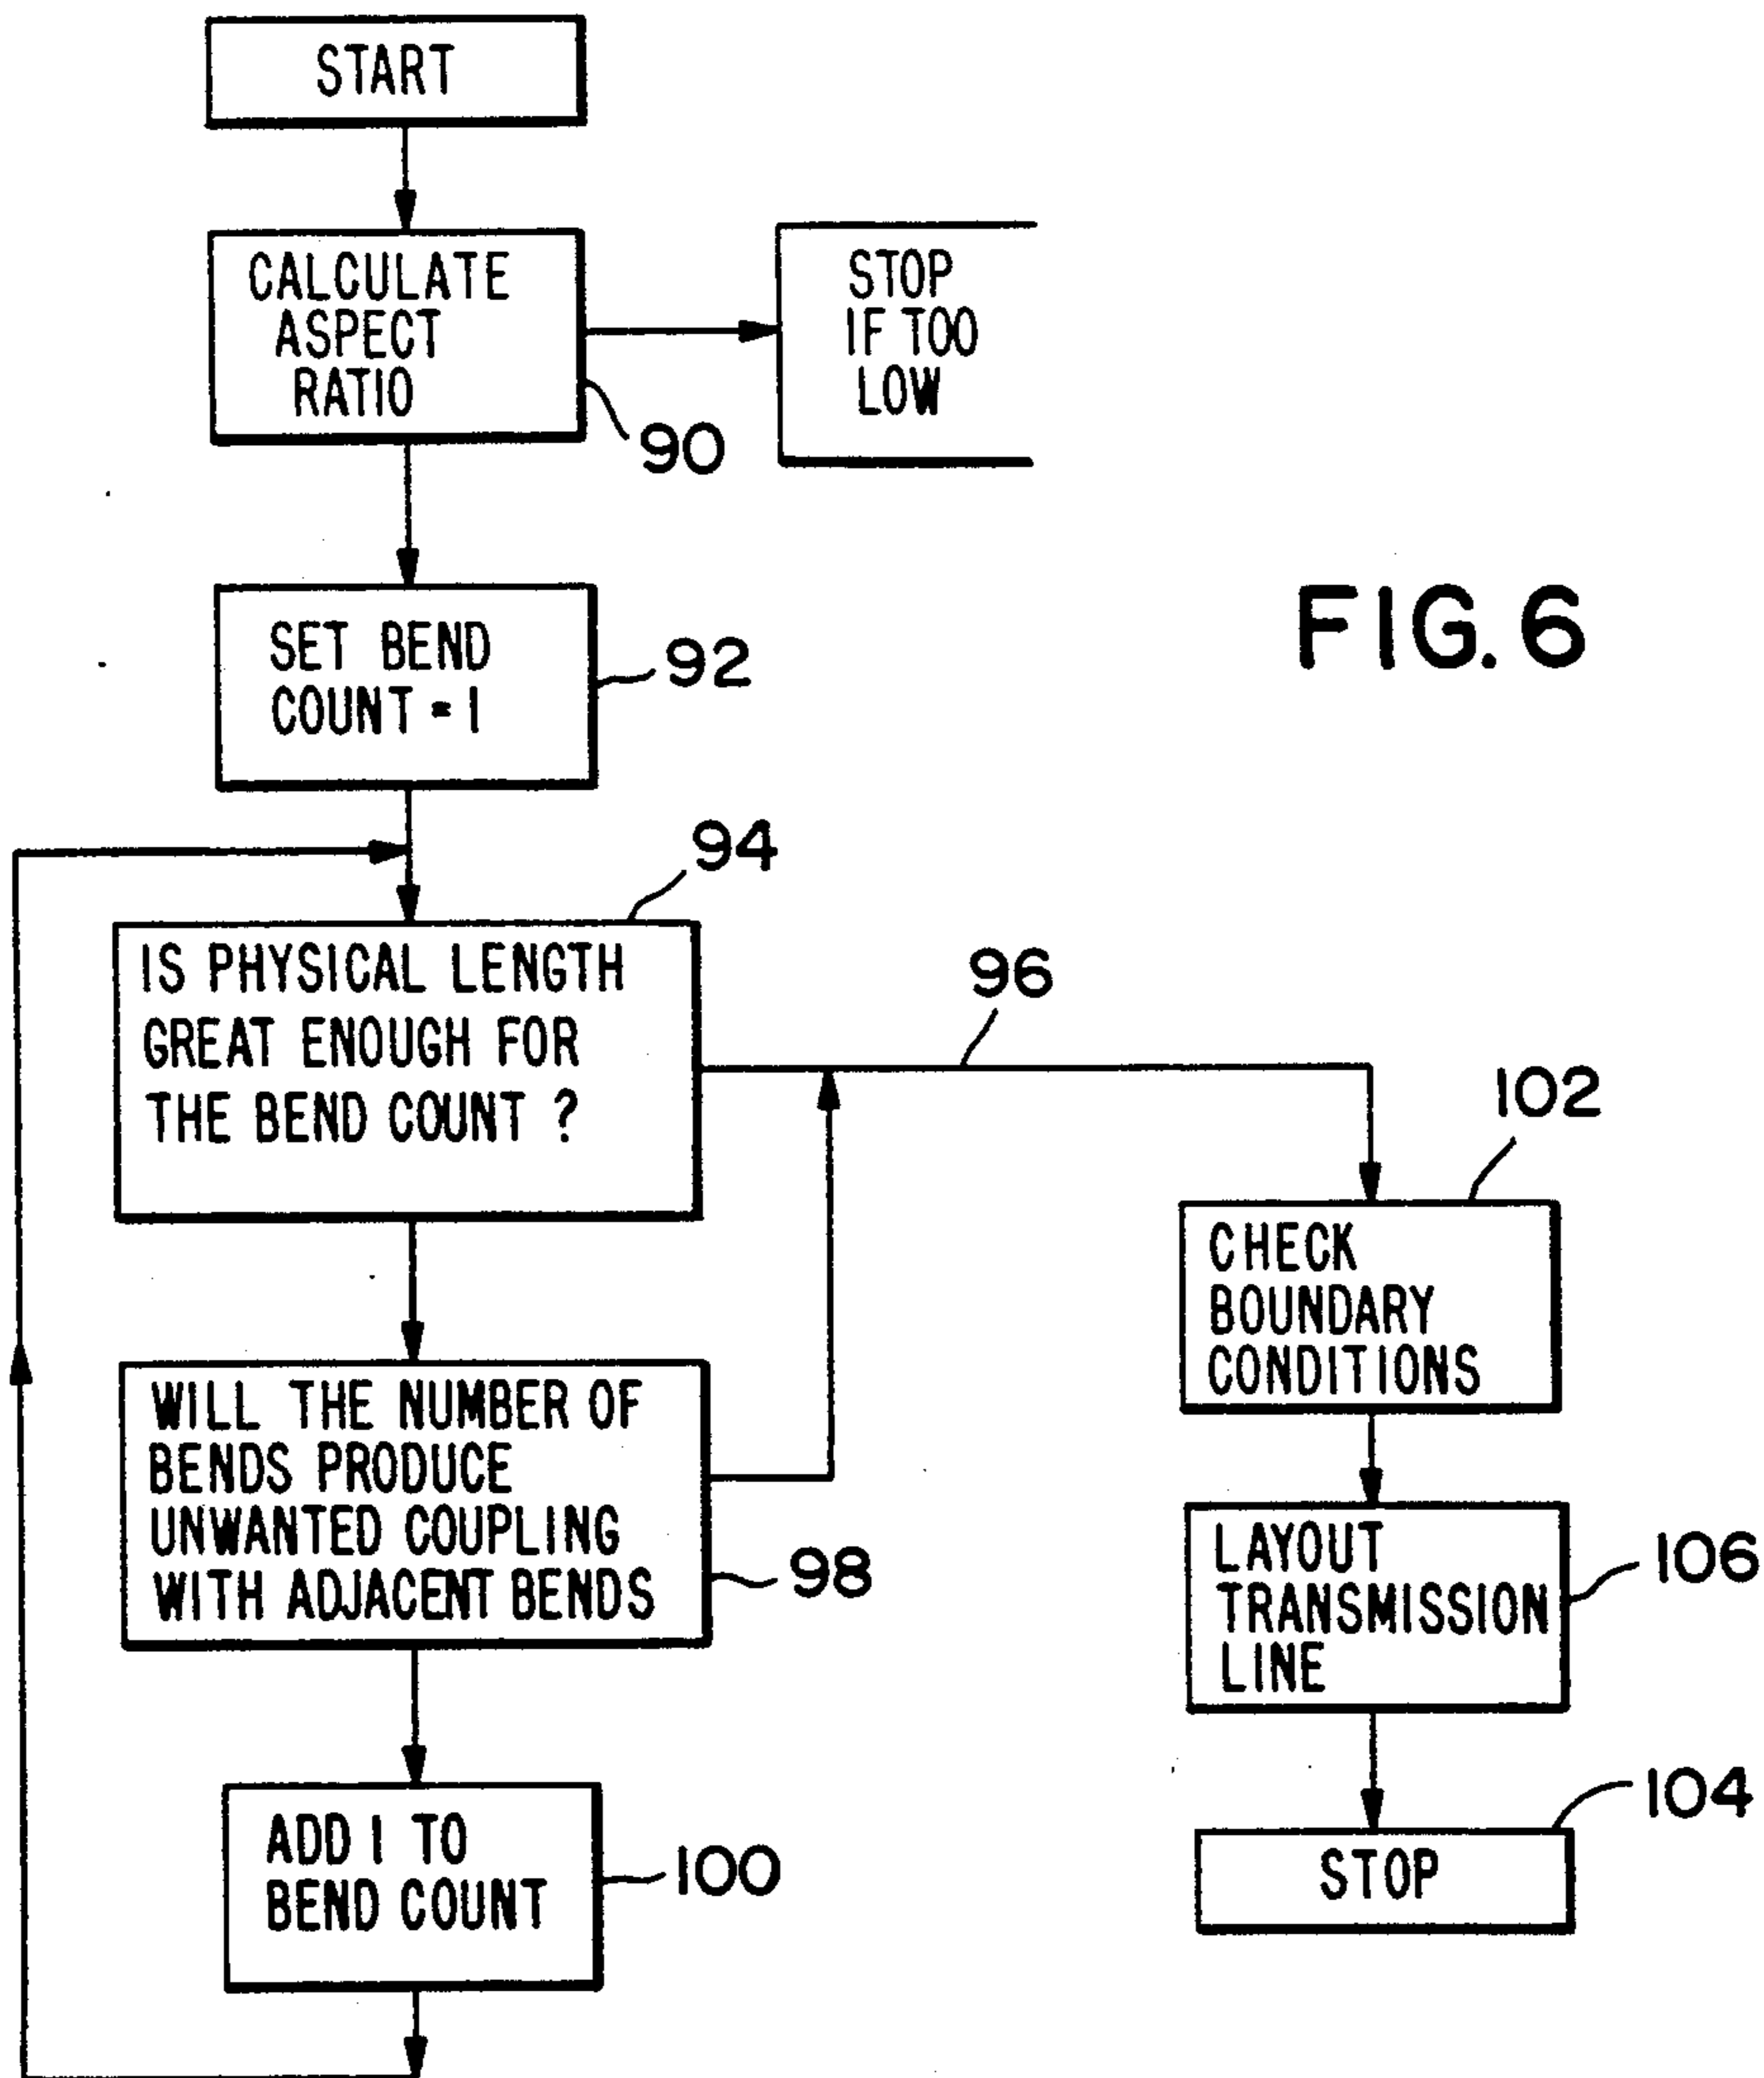 START
CALCULATE
ASPECT
RATIO
90
STOP
IF TOO
LOW
FIG. 6
SET BEND
COUNT = 1
92
94
IS PHYSICAL LENGTH
GREAT ENOUGH FOR
THE BEND COUNT ?
96
102
CHECK
BOUNDARY
CONDITIONS
WILL THE NUMBER OF
BENDS PRODUCE
UNWANTED COUPLING
WITH ADJACENT BENDS
98
LAYOUT
TRANSMISSION
LINE
106
ADD 1 TO
BEND COUNT
100
104
STOP